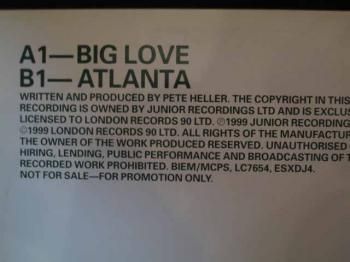 A1—BIG LOVE
B1—ATLANTA
WRITTEN AND PRODUCED BY PETE HELLER. THE COPYRIGHT IN THIS
RECORDING IS OWNED BY JUNIOR RECORDINGS LTD AND IS EXCLUS
LICENSED TO LONDON RECORDS 90 LTD. ℗1999 JUNIOR RECORDING
©1999 LONDON RECORDS 90 LTD. ALL RIGHTS OF THE MANUFACTUR
THE OWNER OF THE WORK PRODUCED RESERVED. UNAUTHORISED
HIRING, LENDING, PUBLIC PERFORMANCE AND BROADCASTING OF T
RECORDED WORK PROHIBITED. BIEM/MCPS, LC7654, ESXDJ4.
NOT FOR SALE—FOR PROMOTION ONLY.